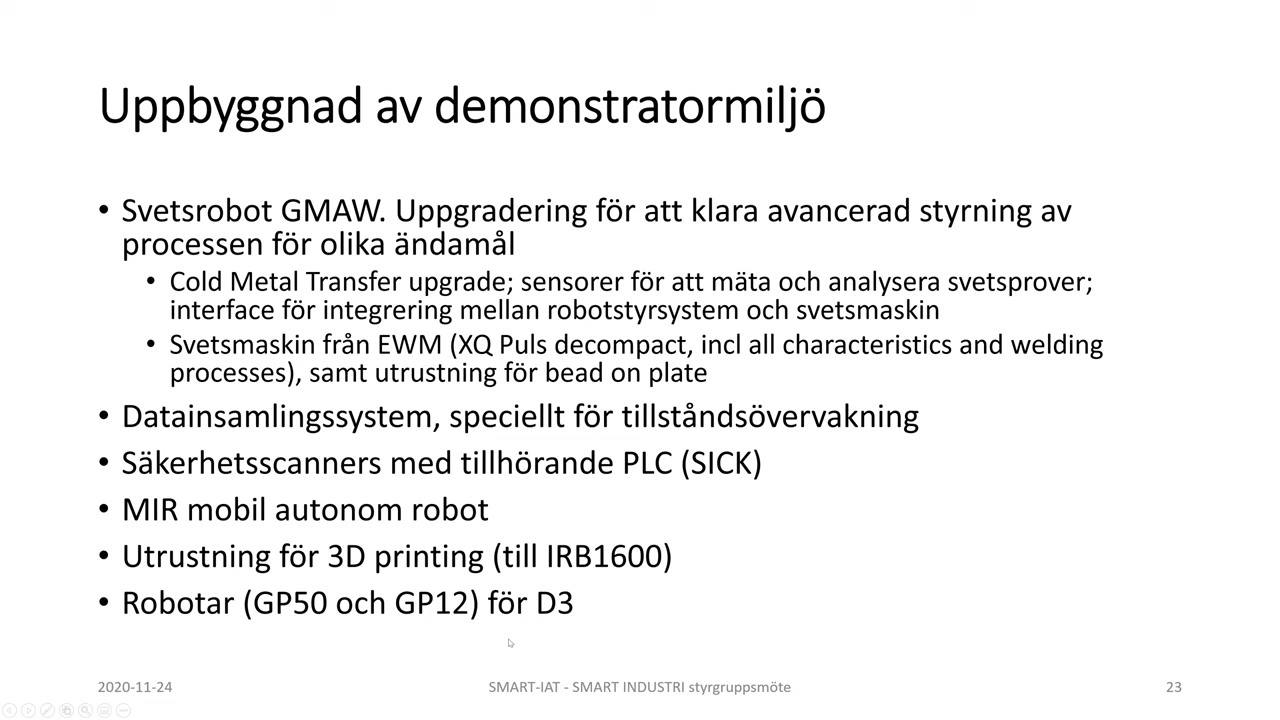 Uppbyggnad av demonstratormiljö
• Svetsrobot GMAW. Uppgradering för att klara avancerad styrning av
processen för olika ändamål
• Cold Metal Transfer upgrade; sensorer för att mäta och analysera svetsprover;
interface för integrering mellan robotstyrsystem och svetsmaskin
• Svetsmaskin från EWM (XQ Puls decompact, incl all characteristics and welding
processes), samt utrustning för bead on plate
• Datainsamlingssystem, speciellt för tillståndsövervakning
• Säkerhetsscanners med tillhörande PLC (SICK)
• MIR mobil autonom robot
• Utrustning för 3D printing (till IRB1600)
• Robotar (GP50 och GP12) för D3
2020-11-24
SMART-IAT - SMART INDUSTRI styrgruppsmöte
23